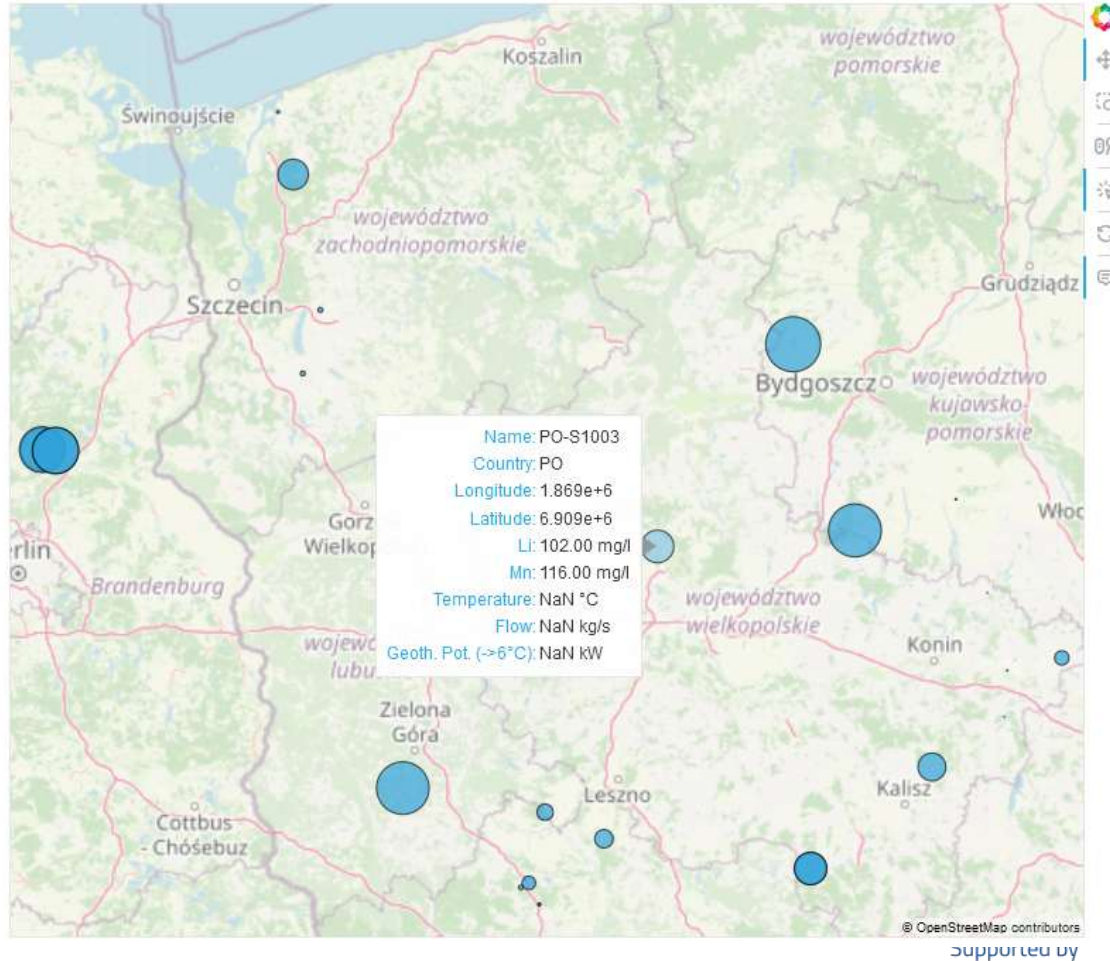 Koszalin
województwo
pomorskie
Świnoujście
województwo
zachodniopomorskie
Szczecin
Grudziądz
Bydgoszcz
województwo
kujawsko-
pomorskie
Name: PO-S1003
Country: PO
Longitude: 1.869e+6
Latitude: 6.909e+6
Li: 102.00 mg/l
Mn: 116.00 mg/l
Temperature: NaN °C
Flow: NaN kg/s
Geoth. Pot. (->6°C): NaN kW
Gorz
Wielkop
Włoc
erlin
Brandenburg
województwo
wielkopolskie
Konin
wojewo
lubu
Zielona
Góra
Leszno
Kalisz
Cottbus
- Chóśebuz
© OpenStreetMap contributors
Supported by